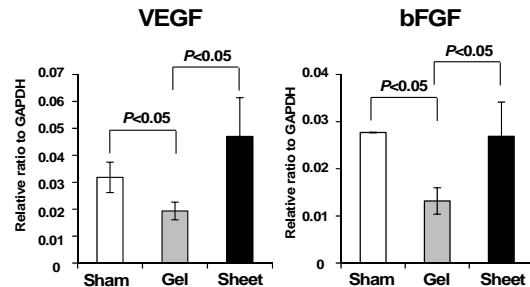 VEGF
Relative ratio to GAPDH
0.07
0.06
0.05
0.04
0.03
0.02
0.01
0
P<0.05
P<0.05
Sham Gel Sheet
bFGF
Relative ratio to GAPDH
0.04
0.03
0.02
0.01
0
P<0.05
P<0.05
Sham Gel Sheet